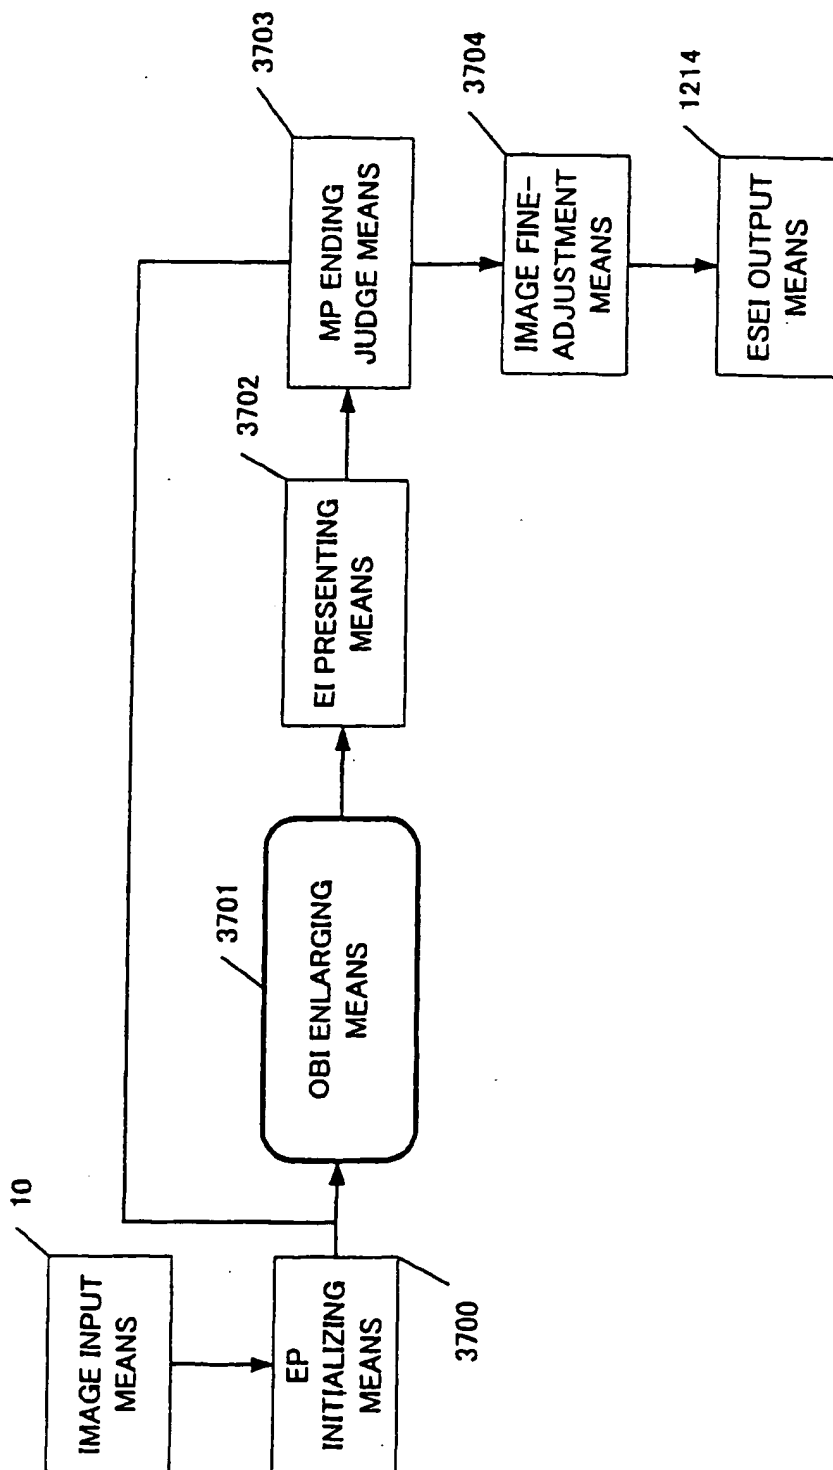 10
IMAGE INPUT
MEANS
EP
INITIALIZING
MEANS
3700
3701
OBI ENLARGING
MEANS
3702
EI PRESENTING
MEANS
3703
MP ENDING
JUDGE MEANS
3704
IMAGE FINE-
ADJUSTMENT
MEANS
1214
ESEI OUTPUT
MEANS